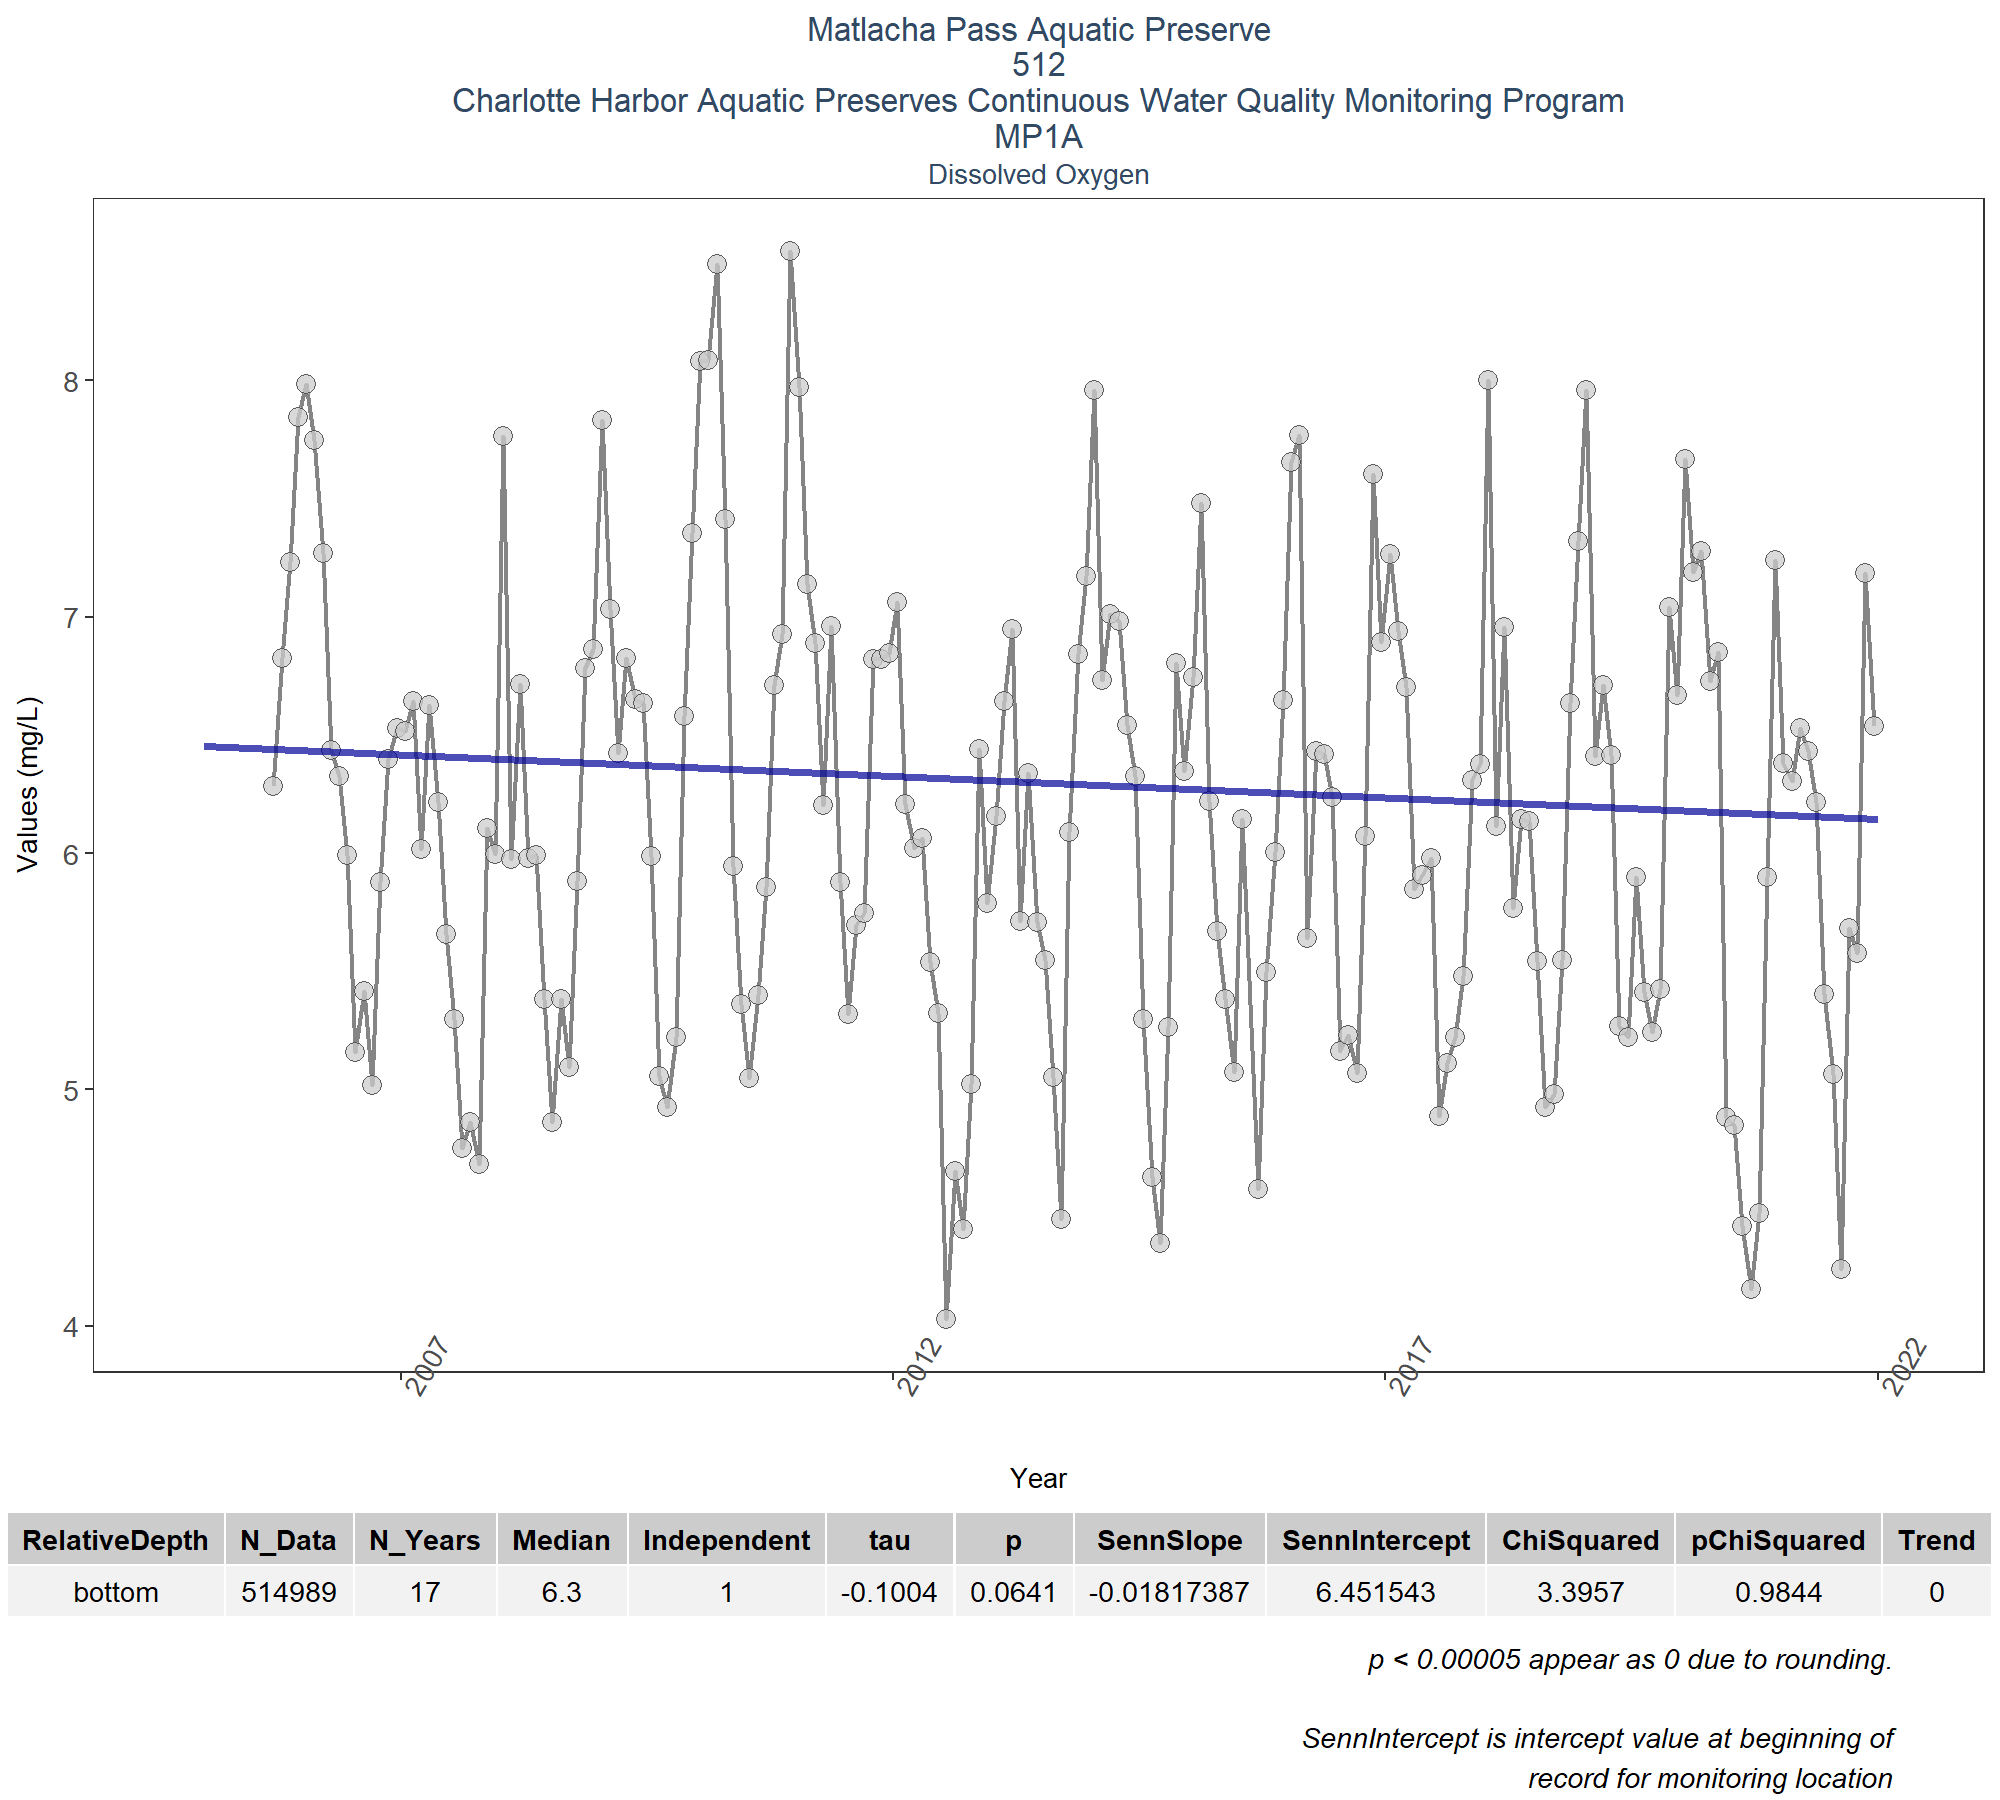 Matlacha Pass Aquatic Preserve
512
Charlotte Harbor Aquatic Preserves Continuous Water Quality Monitoring Program
MP1A
Dissolved Oxygen
Values (mg/L)
8
7
6
5
4
2007
2012
2017
2022
Year
RelativeDepth N_Data N_Years Median Independent tau p SennSlope SennIntercept ChiSquared pChiSquared Trend
bottom 514989 17 6.3 1 -0.1004 0.0641 -0.01817387 6.451543 3.3957 0.9844 0
p < 0.00005 appear as 0 due to rounding.
SennIntercept is intercept value at beginning of
record for monitoring location